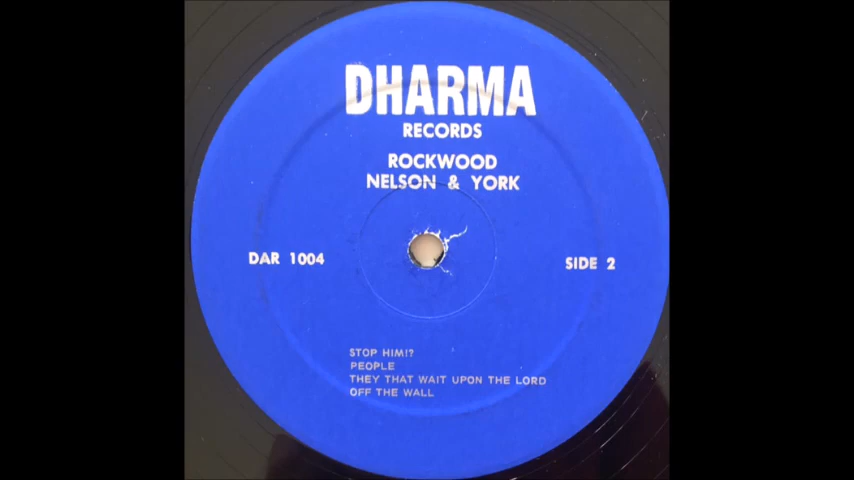 DHARMA
RECORDS
ROCKWOOD
NELSON & YORK
DAR 1004
SIDE 2
STOP HIM!?
PEOPLE
THEY THAT WAIT UPON THE LORD
OFF THE WALL